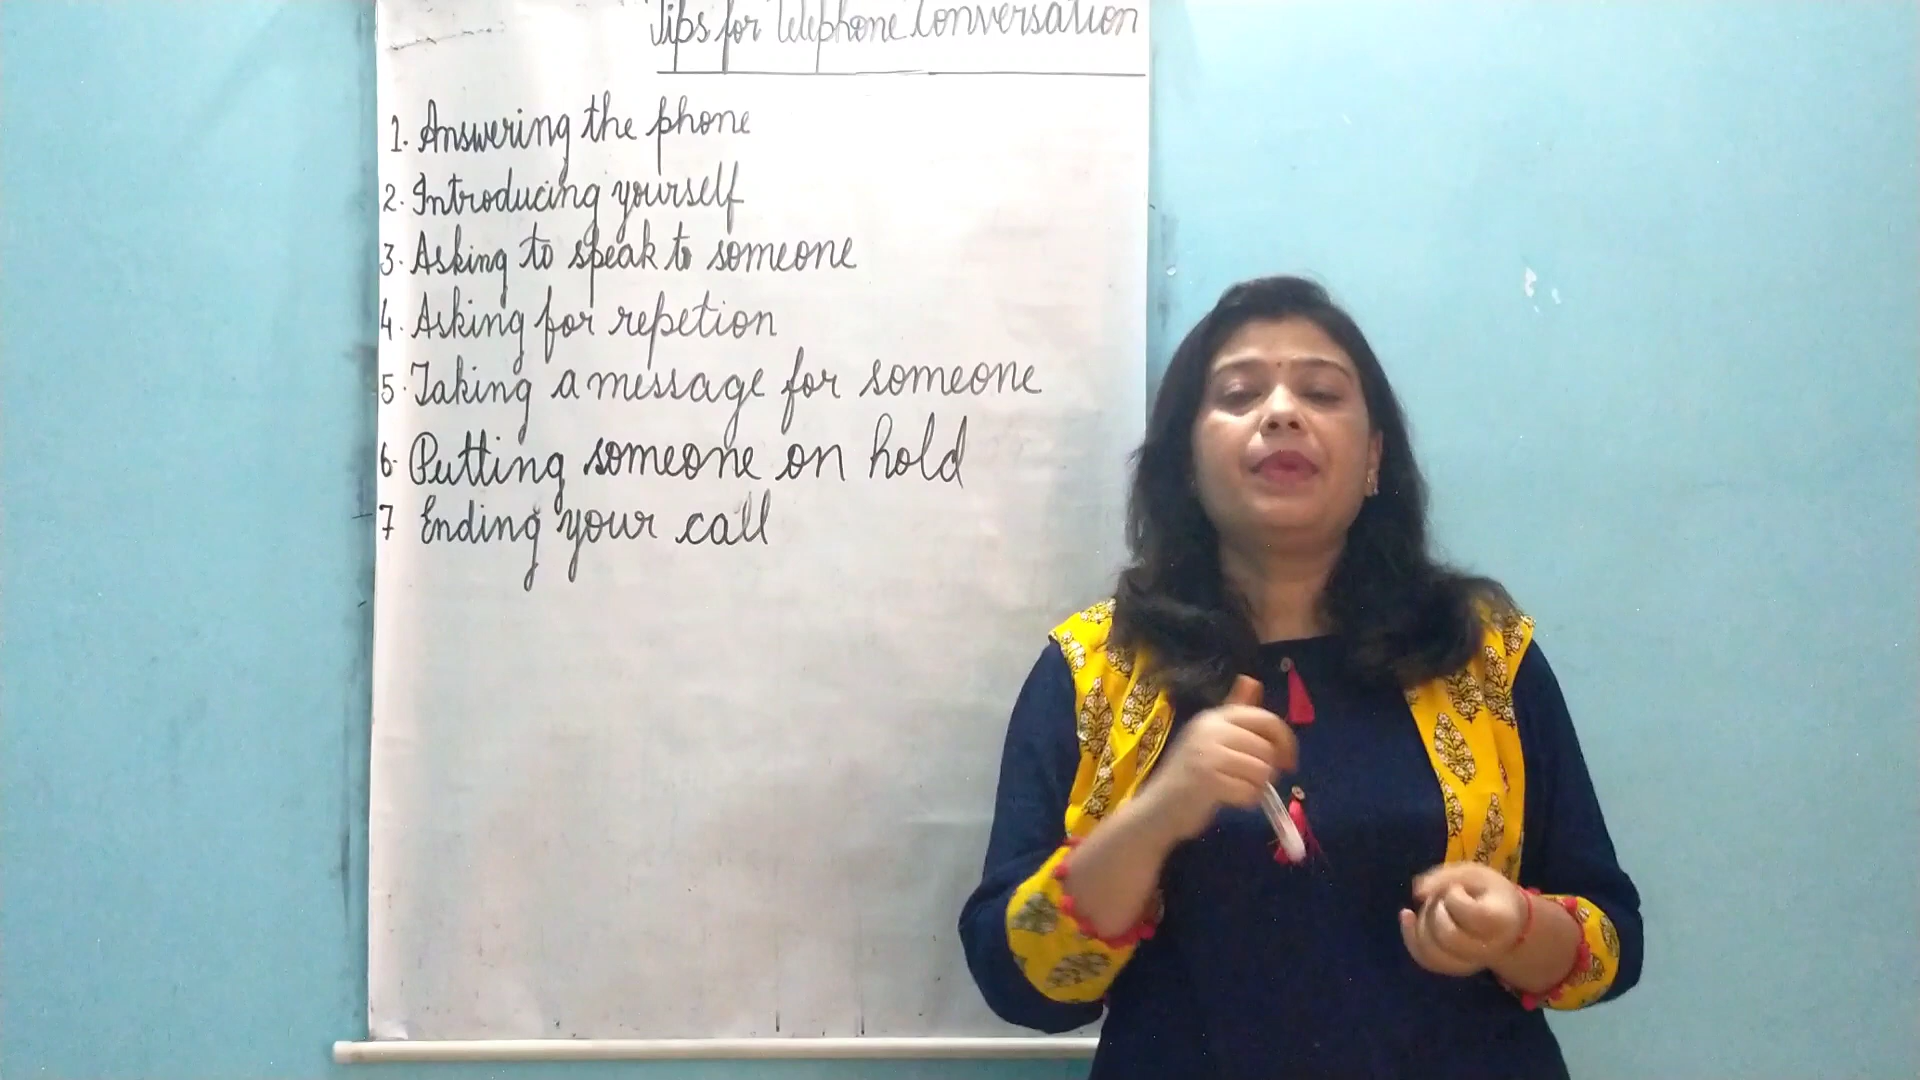 Tips for Telephone Conversation
1. Answering the phone
2. Introducing yourself
3. Asking to speak to someone
4. Asking for repetion
5. Taking a message for someone
6. Putting someone on hold
7 Ending your call